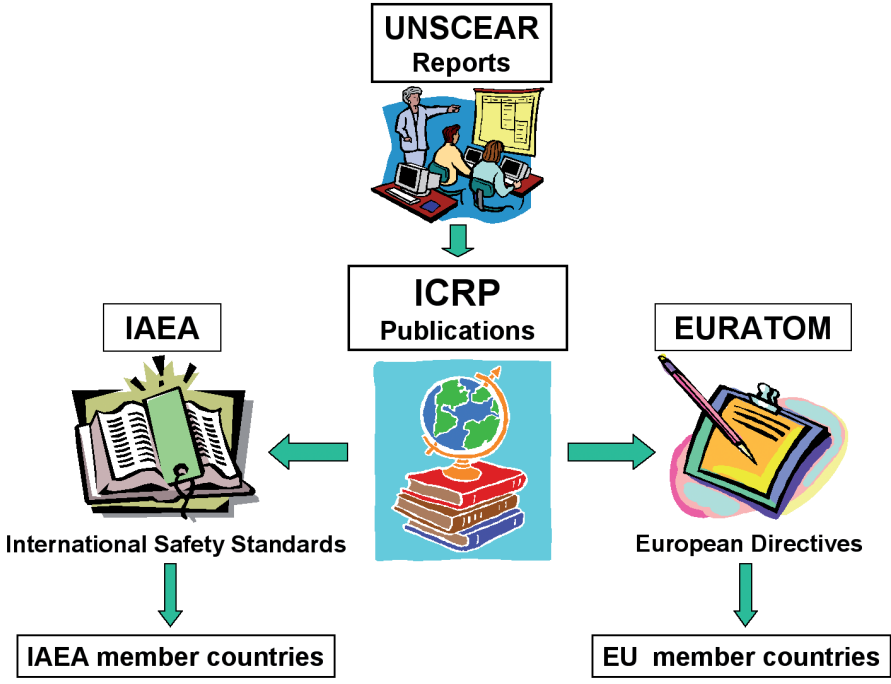 UNSCEAR
Reports
ICRP
Publications
IAEA
EURATOM
International Safety Standards
European Directives
IAEA member countries
EU  member countries